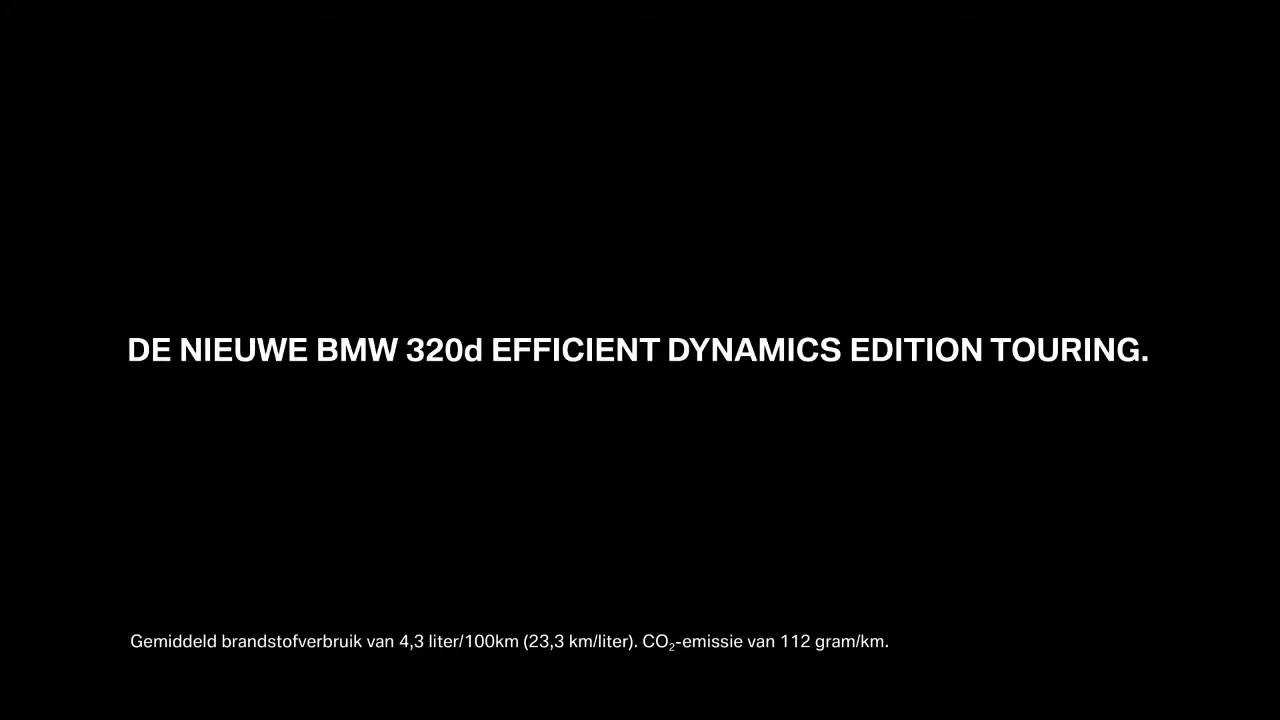 DE NIEUWE BMW 320d EFFICIENT DYNAMICS EDITION TOURING.
Gemiddeld brandstofverbruik van 4,3 liter/100km (23,3 km/liter). CO₂-emissie van 112 gram/km.